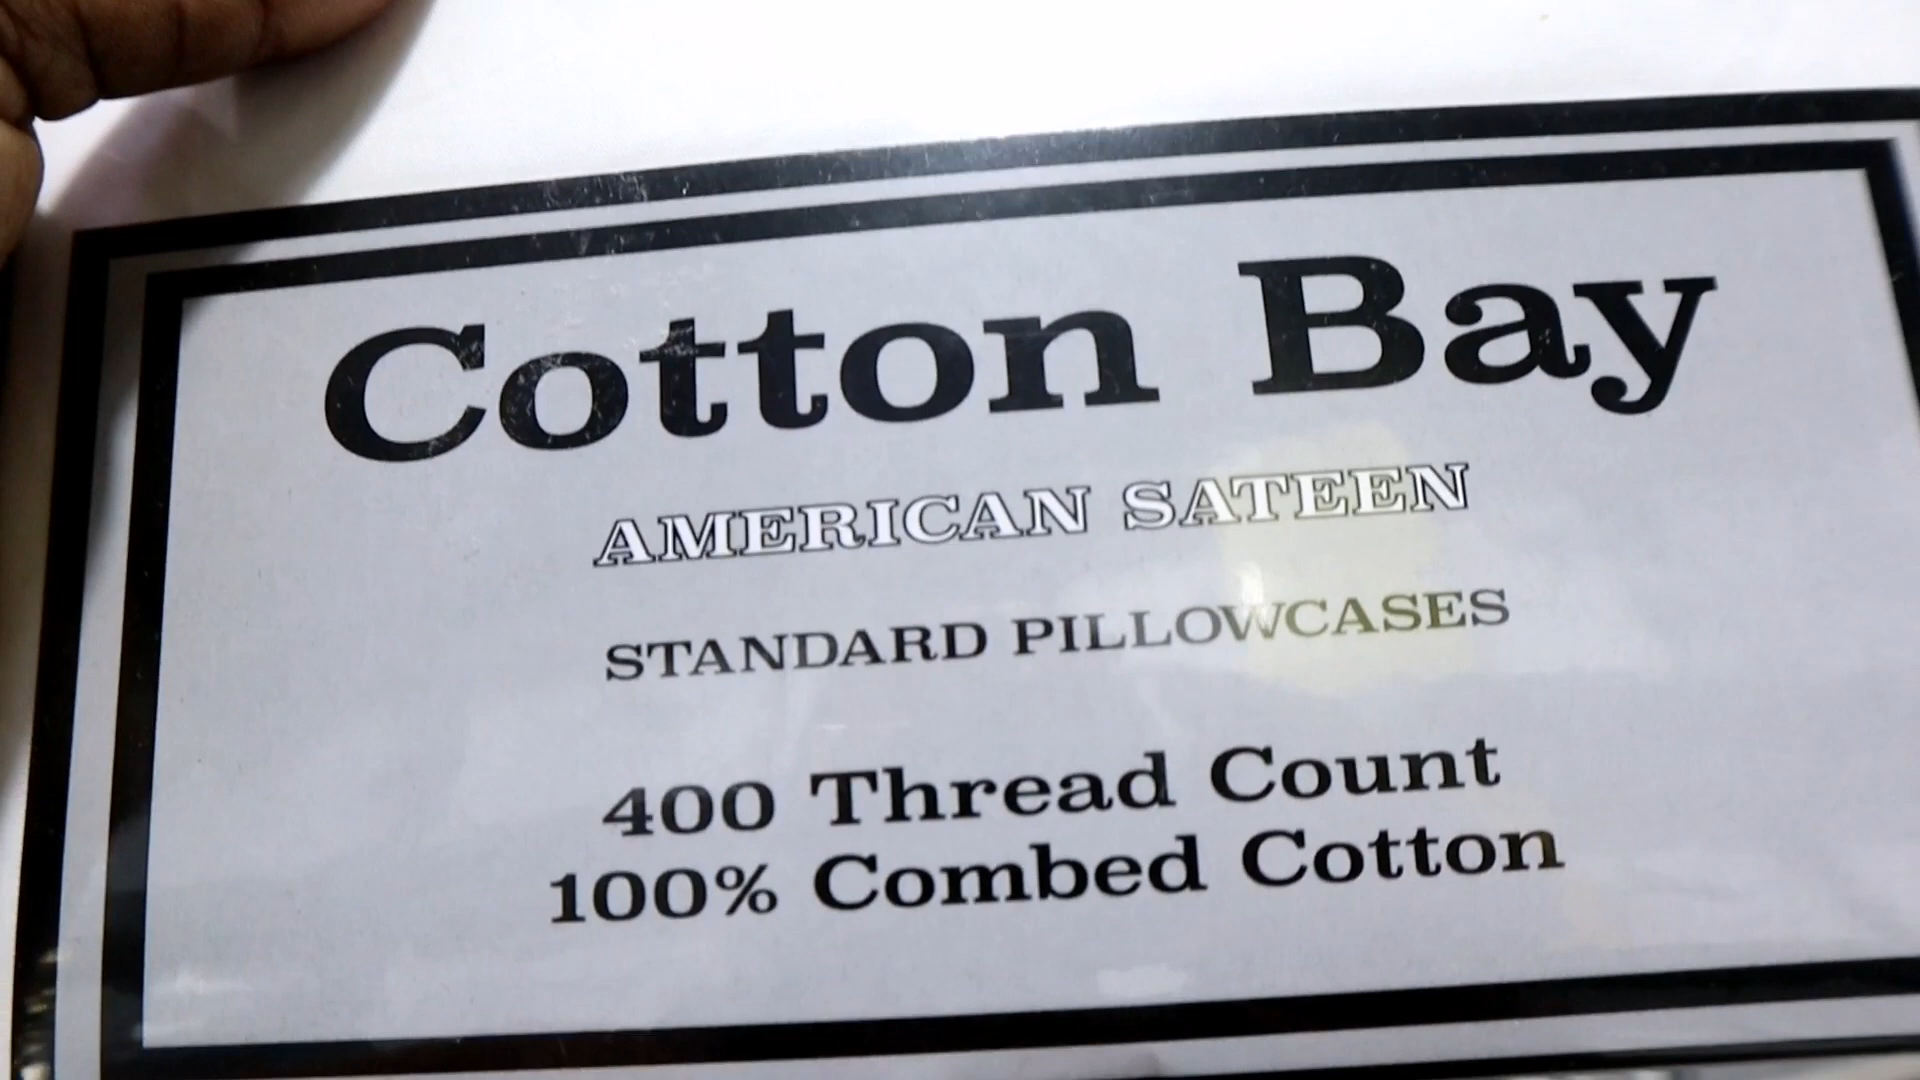 Cotton Bay
AMERICAN SATEEN
STANDARD PILLOWCASES
400 Thread Count
100% Combed Cotton